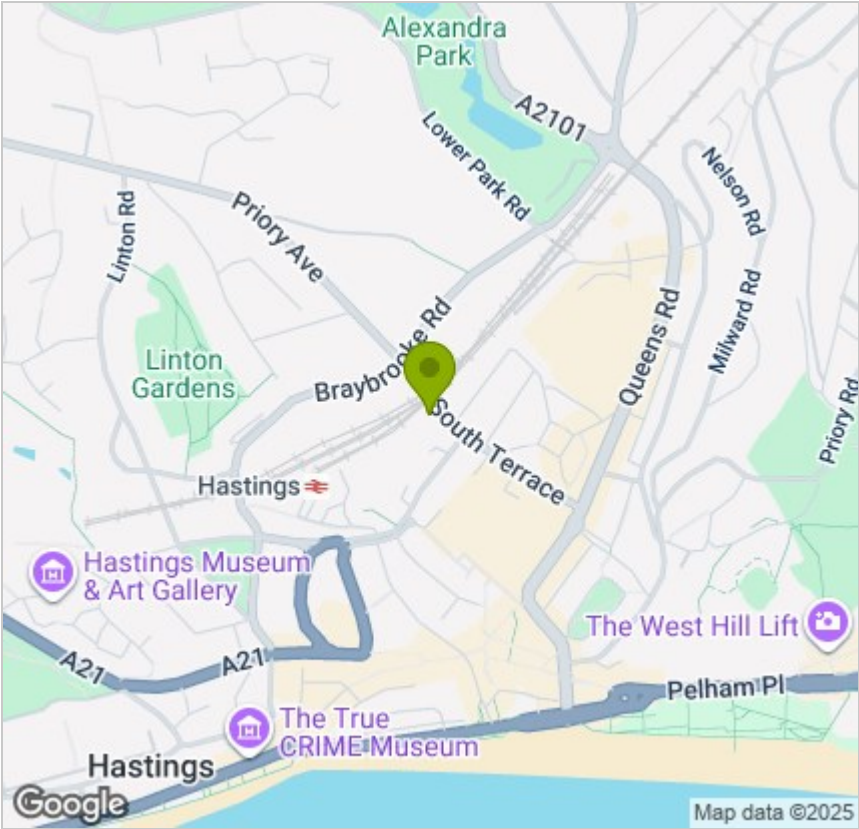 Alexandra
Park
A2101
Lower Park Rd
Nelson Rd
Linton Rd
Priory Ave
Milward Rd
Queens Rd
Braybrooke Rd
Linton
Gardens
Priory Rd
South Terrace
Hastings
Hastings Museum
& Art Gallery
The West Hill Lift
A21
A21
Pelham Pl
The True
CRIME Museum
Hastings
Google
Map data ©2025